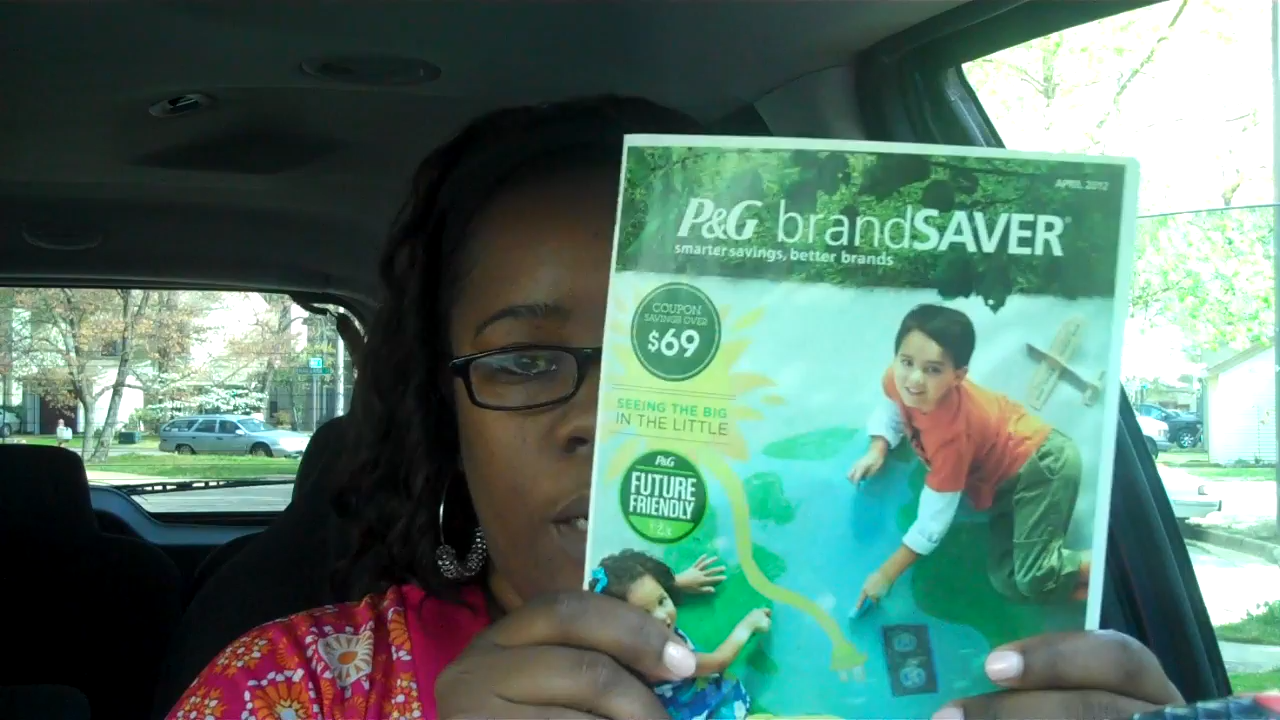 APRIL 2012
P&G brandSAVER®
smarter savings, better brands
COUPON
SAVINGS OVER
$69
SEEING THE BIG
IN THE LITTLE
P&G
FUTURE
FRIENDLY